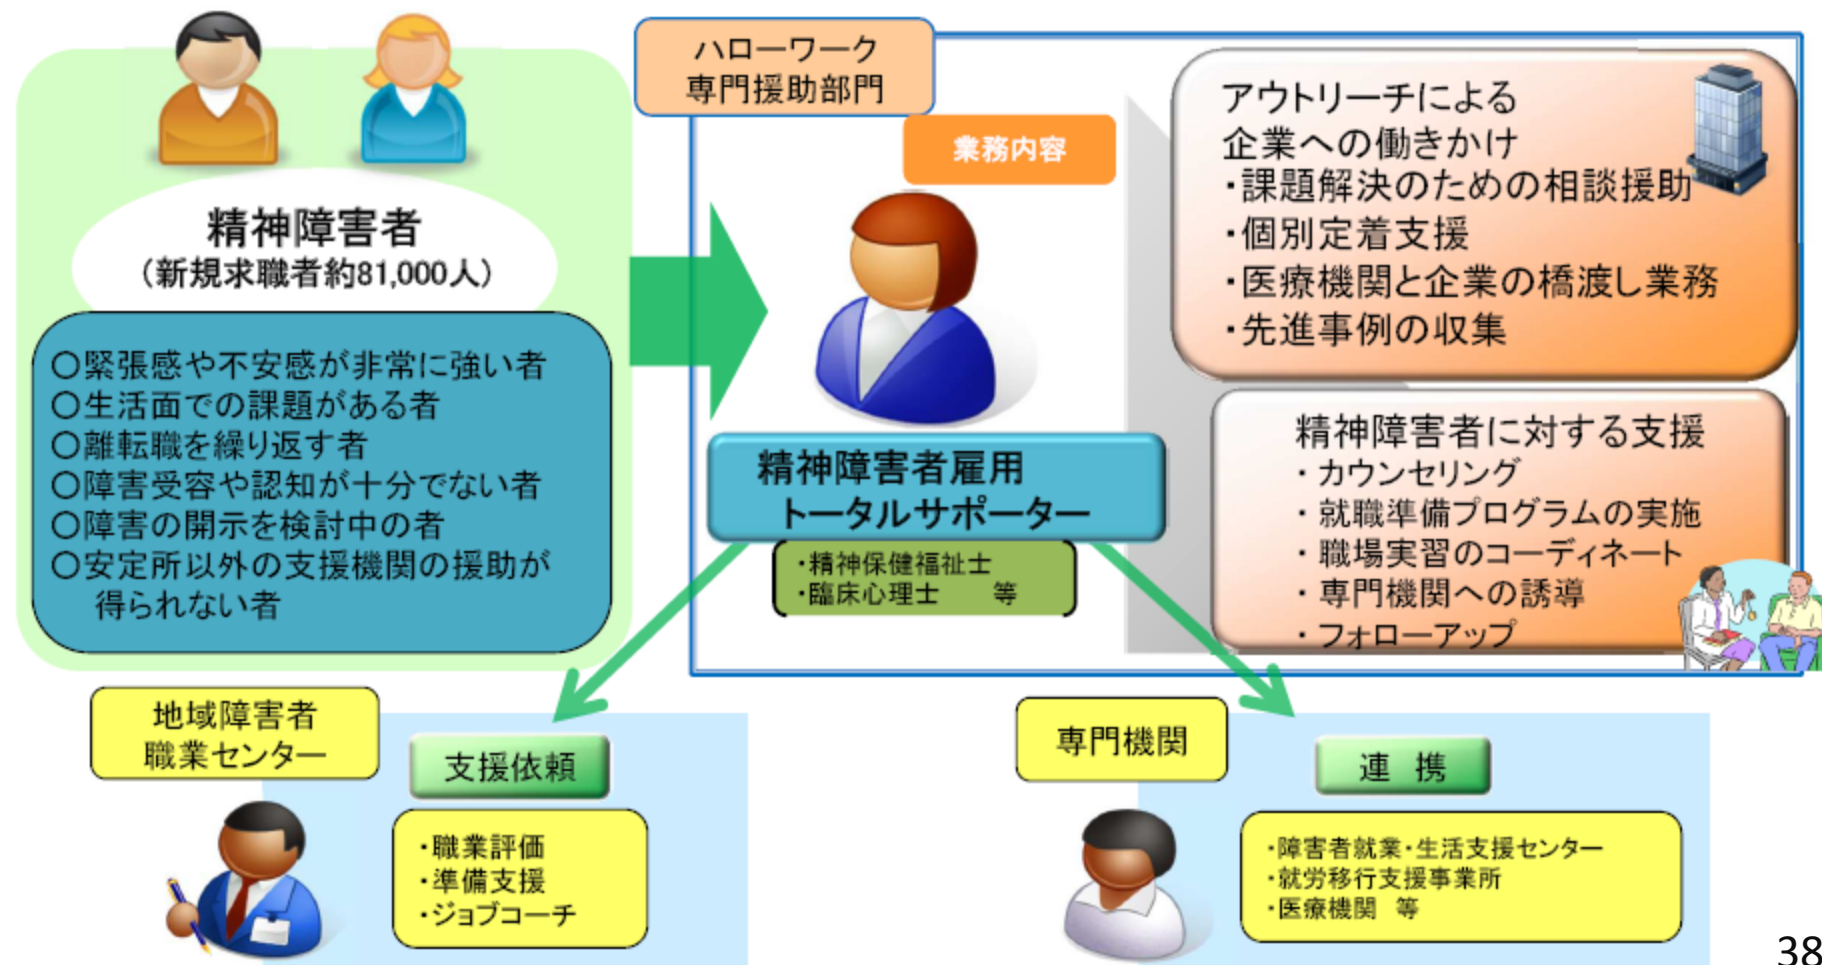 精神障害者
（新規求職者約81,000人）
○緊張感や不安感が非常に強い者
○生活面での課題がある者
○離転職を繰り返す者
○障害受容や認知が十分でない者
○障害の開示を検討中の者
○安定所以外の支援機関の援助が
得られない者
ハローワーク
専門援助部門
業務内容
精神障害者雇用
トータルサポーター
・精神保健福祉士
・臨床心理士　　等
アウトリーチによる
企業への働きかけ
・課題解決のための相談援助
・個別定着支援
・医療機関と企業の橋渡し業務
・先進事例の収集
精神障害者に対する支援
・カウンセリング
・就職準備プログラムの実施
・職場実習のコーディネート
・専門機関への誘導
・フォローアップ
地域障害者
職業センター
支援依頼
・職業評価
・準備支援
・ジョブコーチ
専門機関
連　携
・障害者就業・生活支援センター
・就労移行支援事業所
・医療機関　等
38